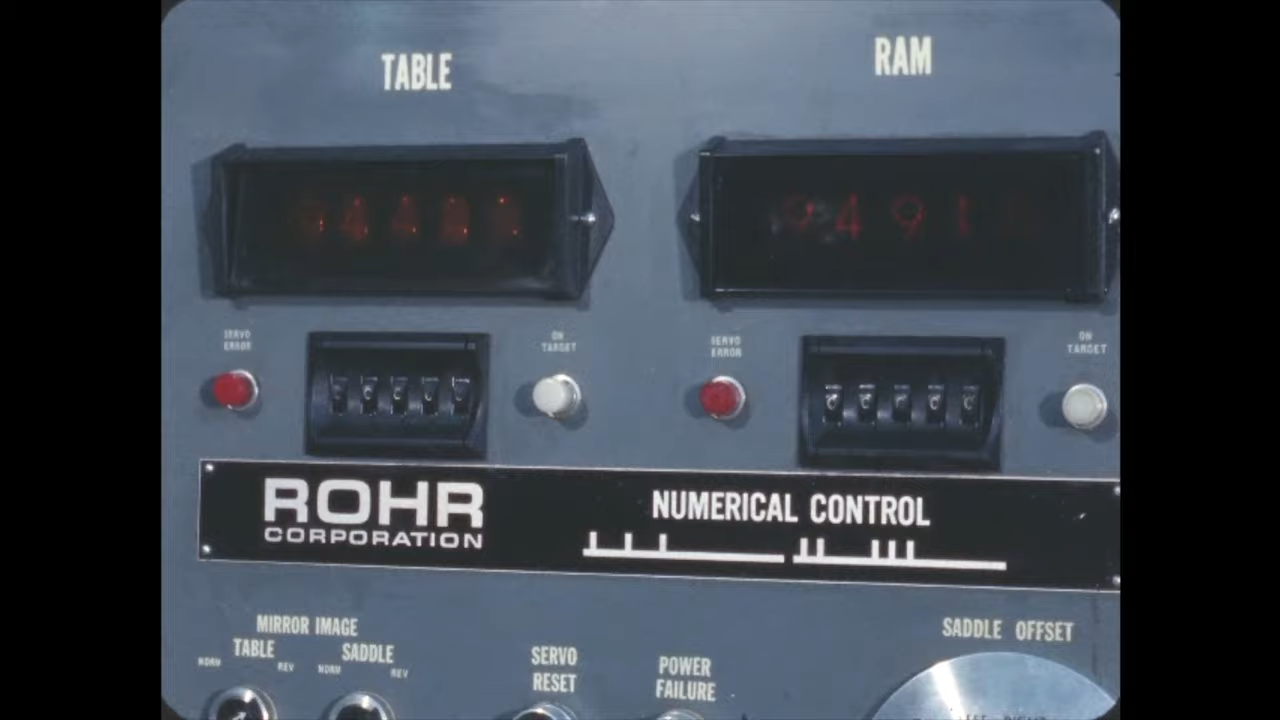 TABLE
RAM
9491
SERVO
ERROR
ON
TARGET
SERVO
ERROR
ON
TARGET
ROHR
CORPORATION
NUMERICAL CONTROL
MIRROR IMAGE
TABLE
SADDLE
NORM
REV
NORM
REV
SERVO
RESET
POWER
FAILURE
SADDLE OFFSET